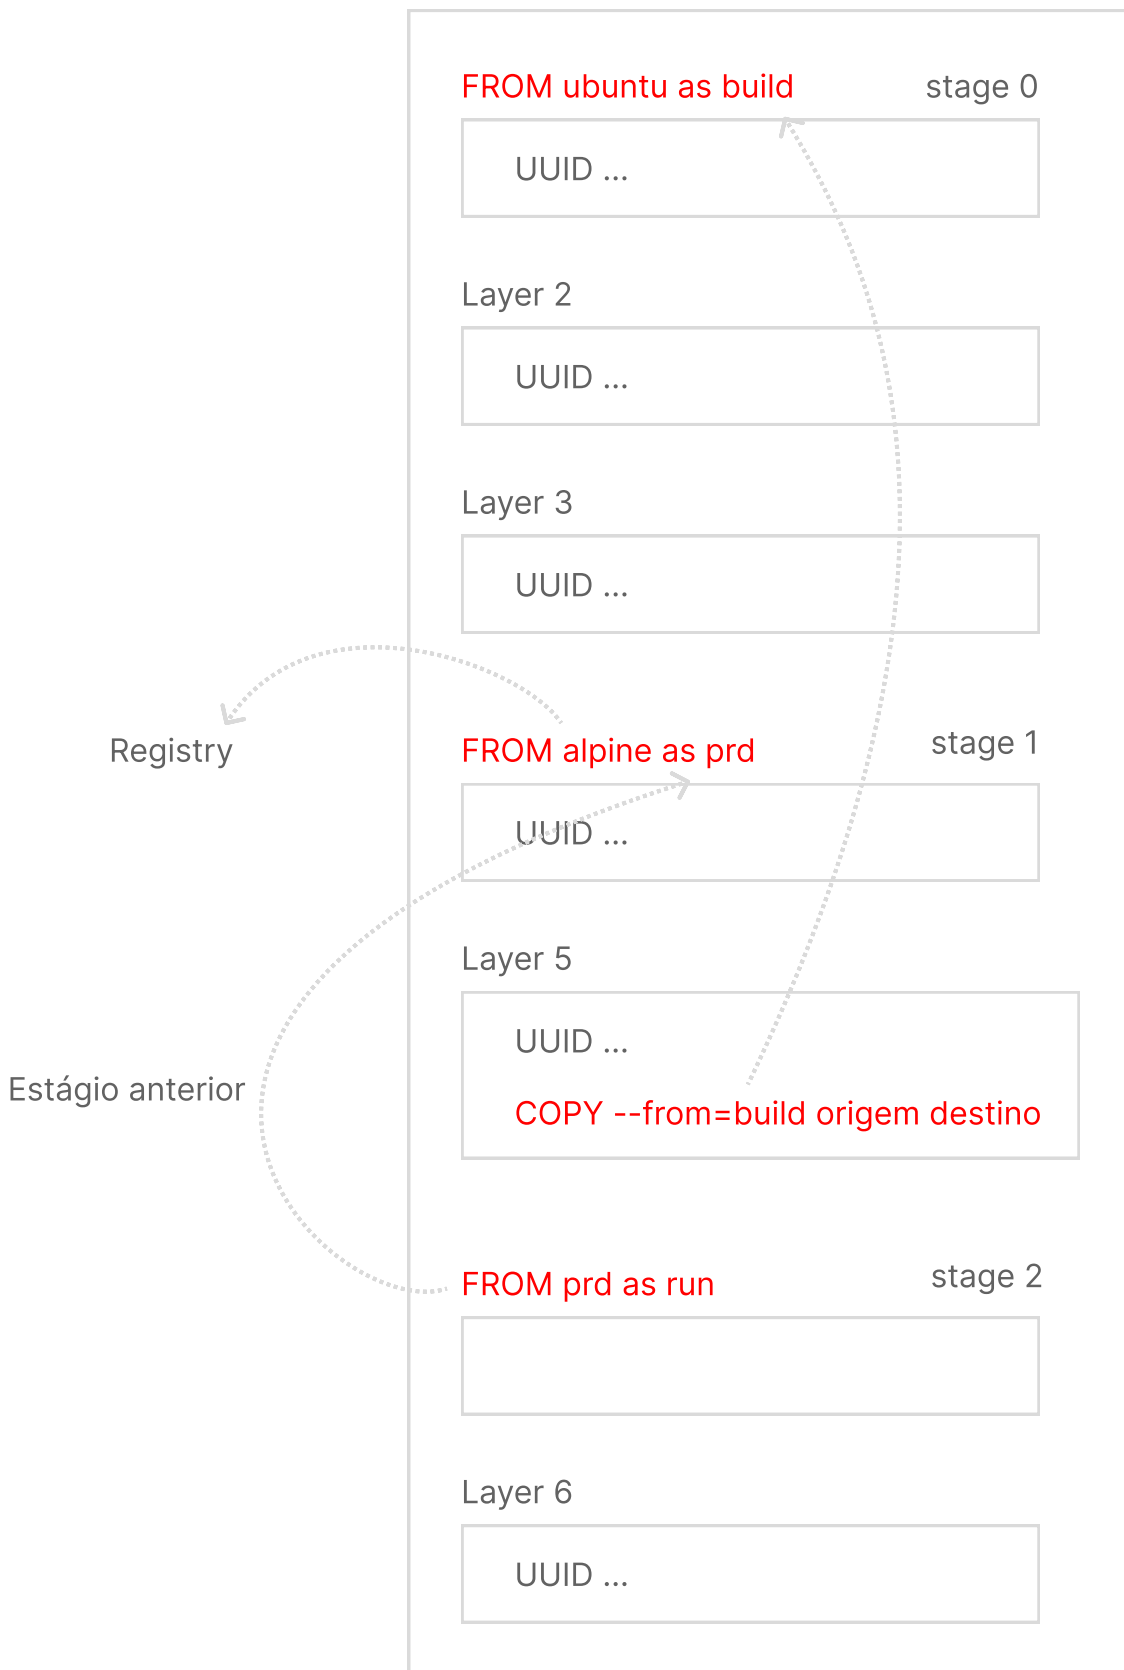 FROM ubuntu as build
stage 0
UUID ...
Layer 2
UUID ...
Layer 3
UUID ...
Registry
FROM alpine as prd
stage 1
UUID ...
Layer 5
UUID ...
Estágio anterior
COPY --from=build origem destino
FROM prd as run
stage 2
Layer 6
UUID ...